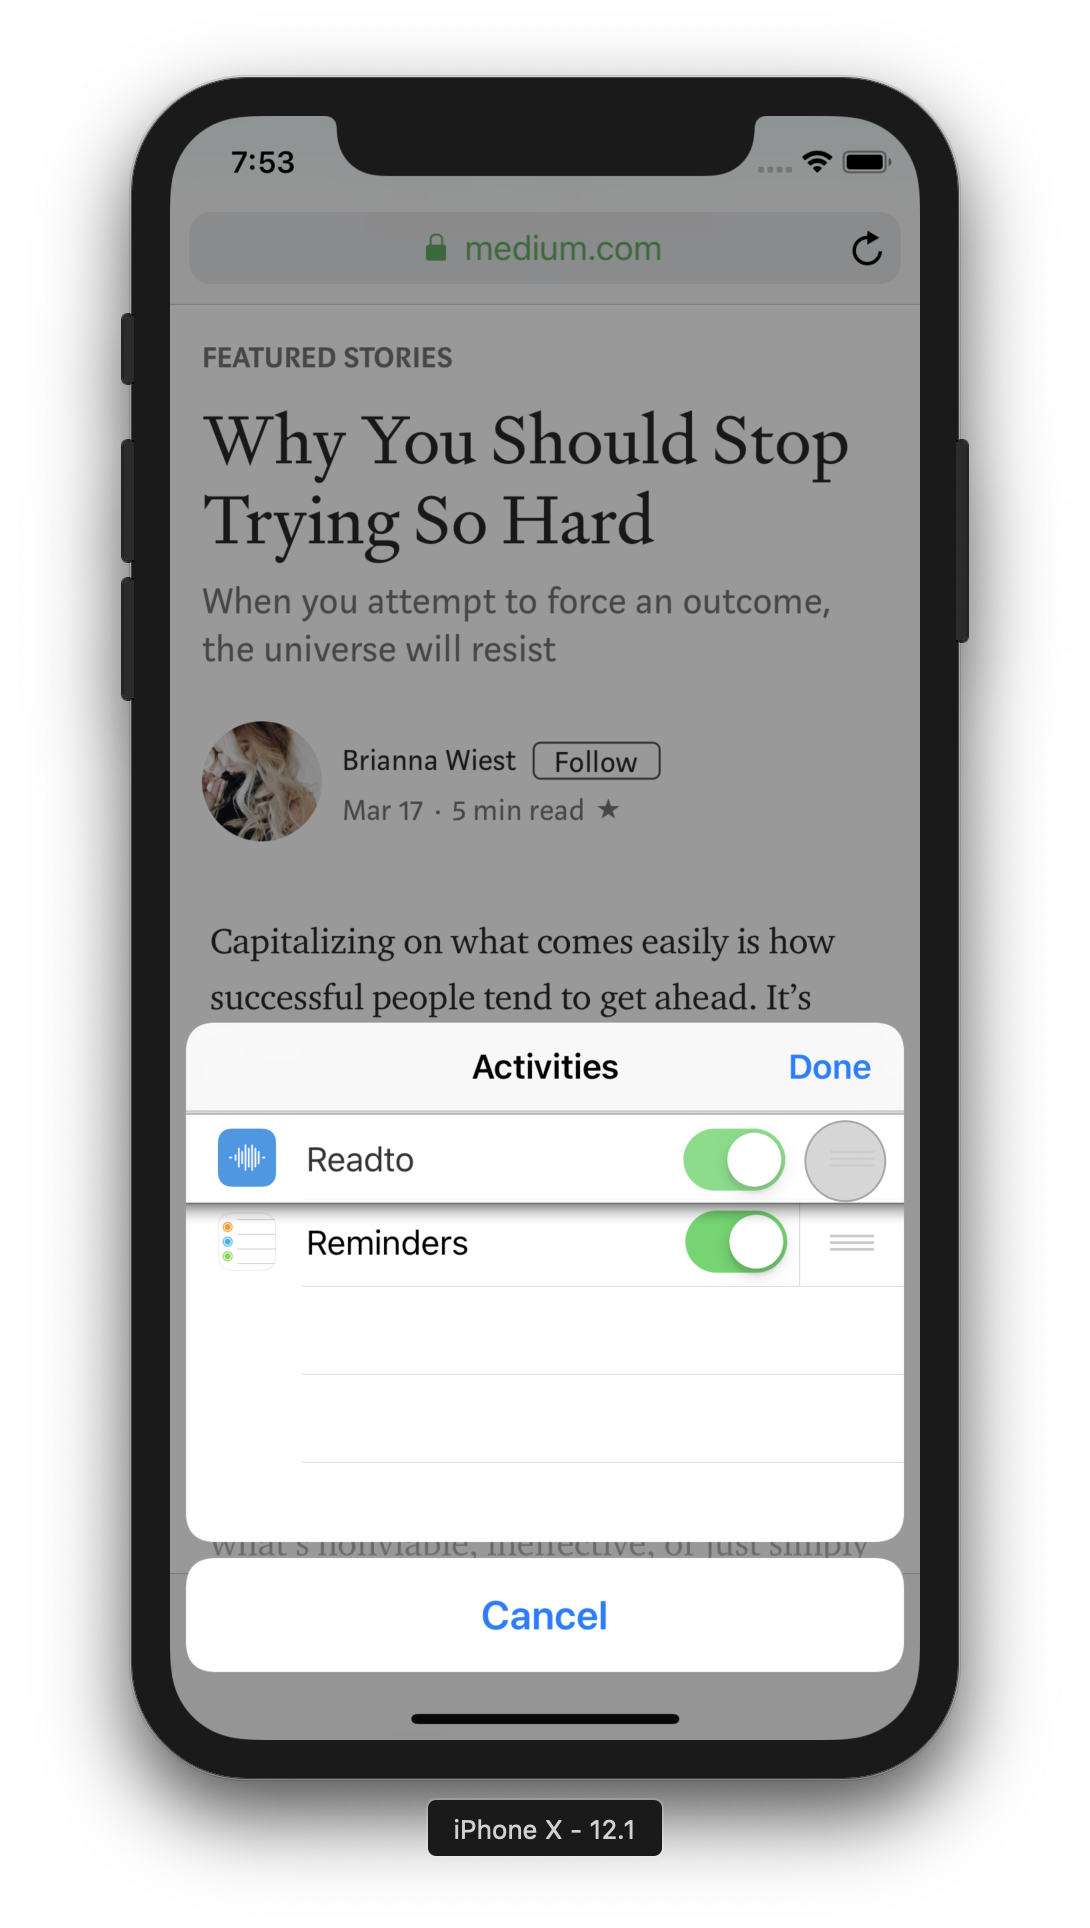 7:53
medium.com
FEATURED STORIES
Why You Should Stop
Trying So Hard
When you attempt to force an outcome,
the universe will resist
Brianna Wiest Follow
Mar 17 · 5 min read ★
Capitalizing on what comes easily is how
successful people tend to get ahead. It’s
Activities Done
Readto
Reminders
what’s nonviable, ineffective, or just simply
Cancel
iPhone X - 12.1